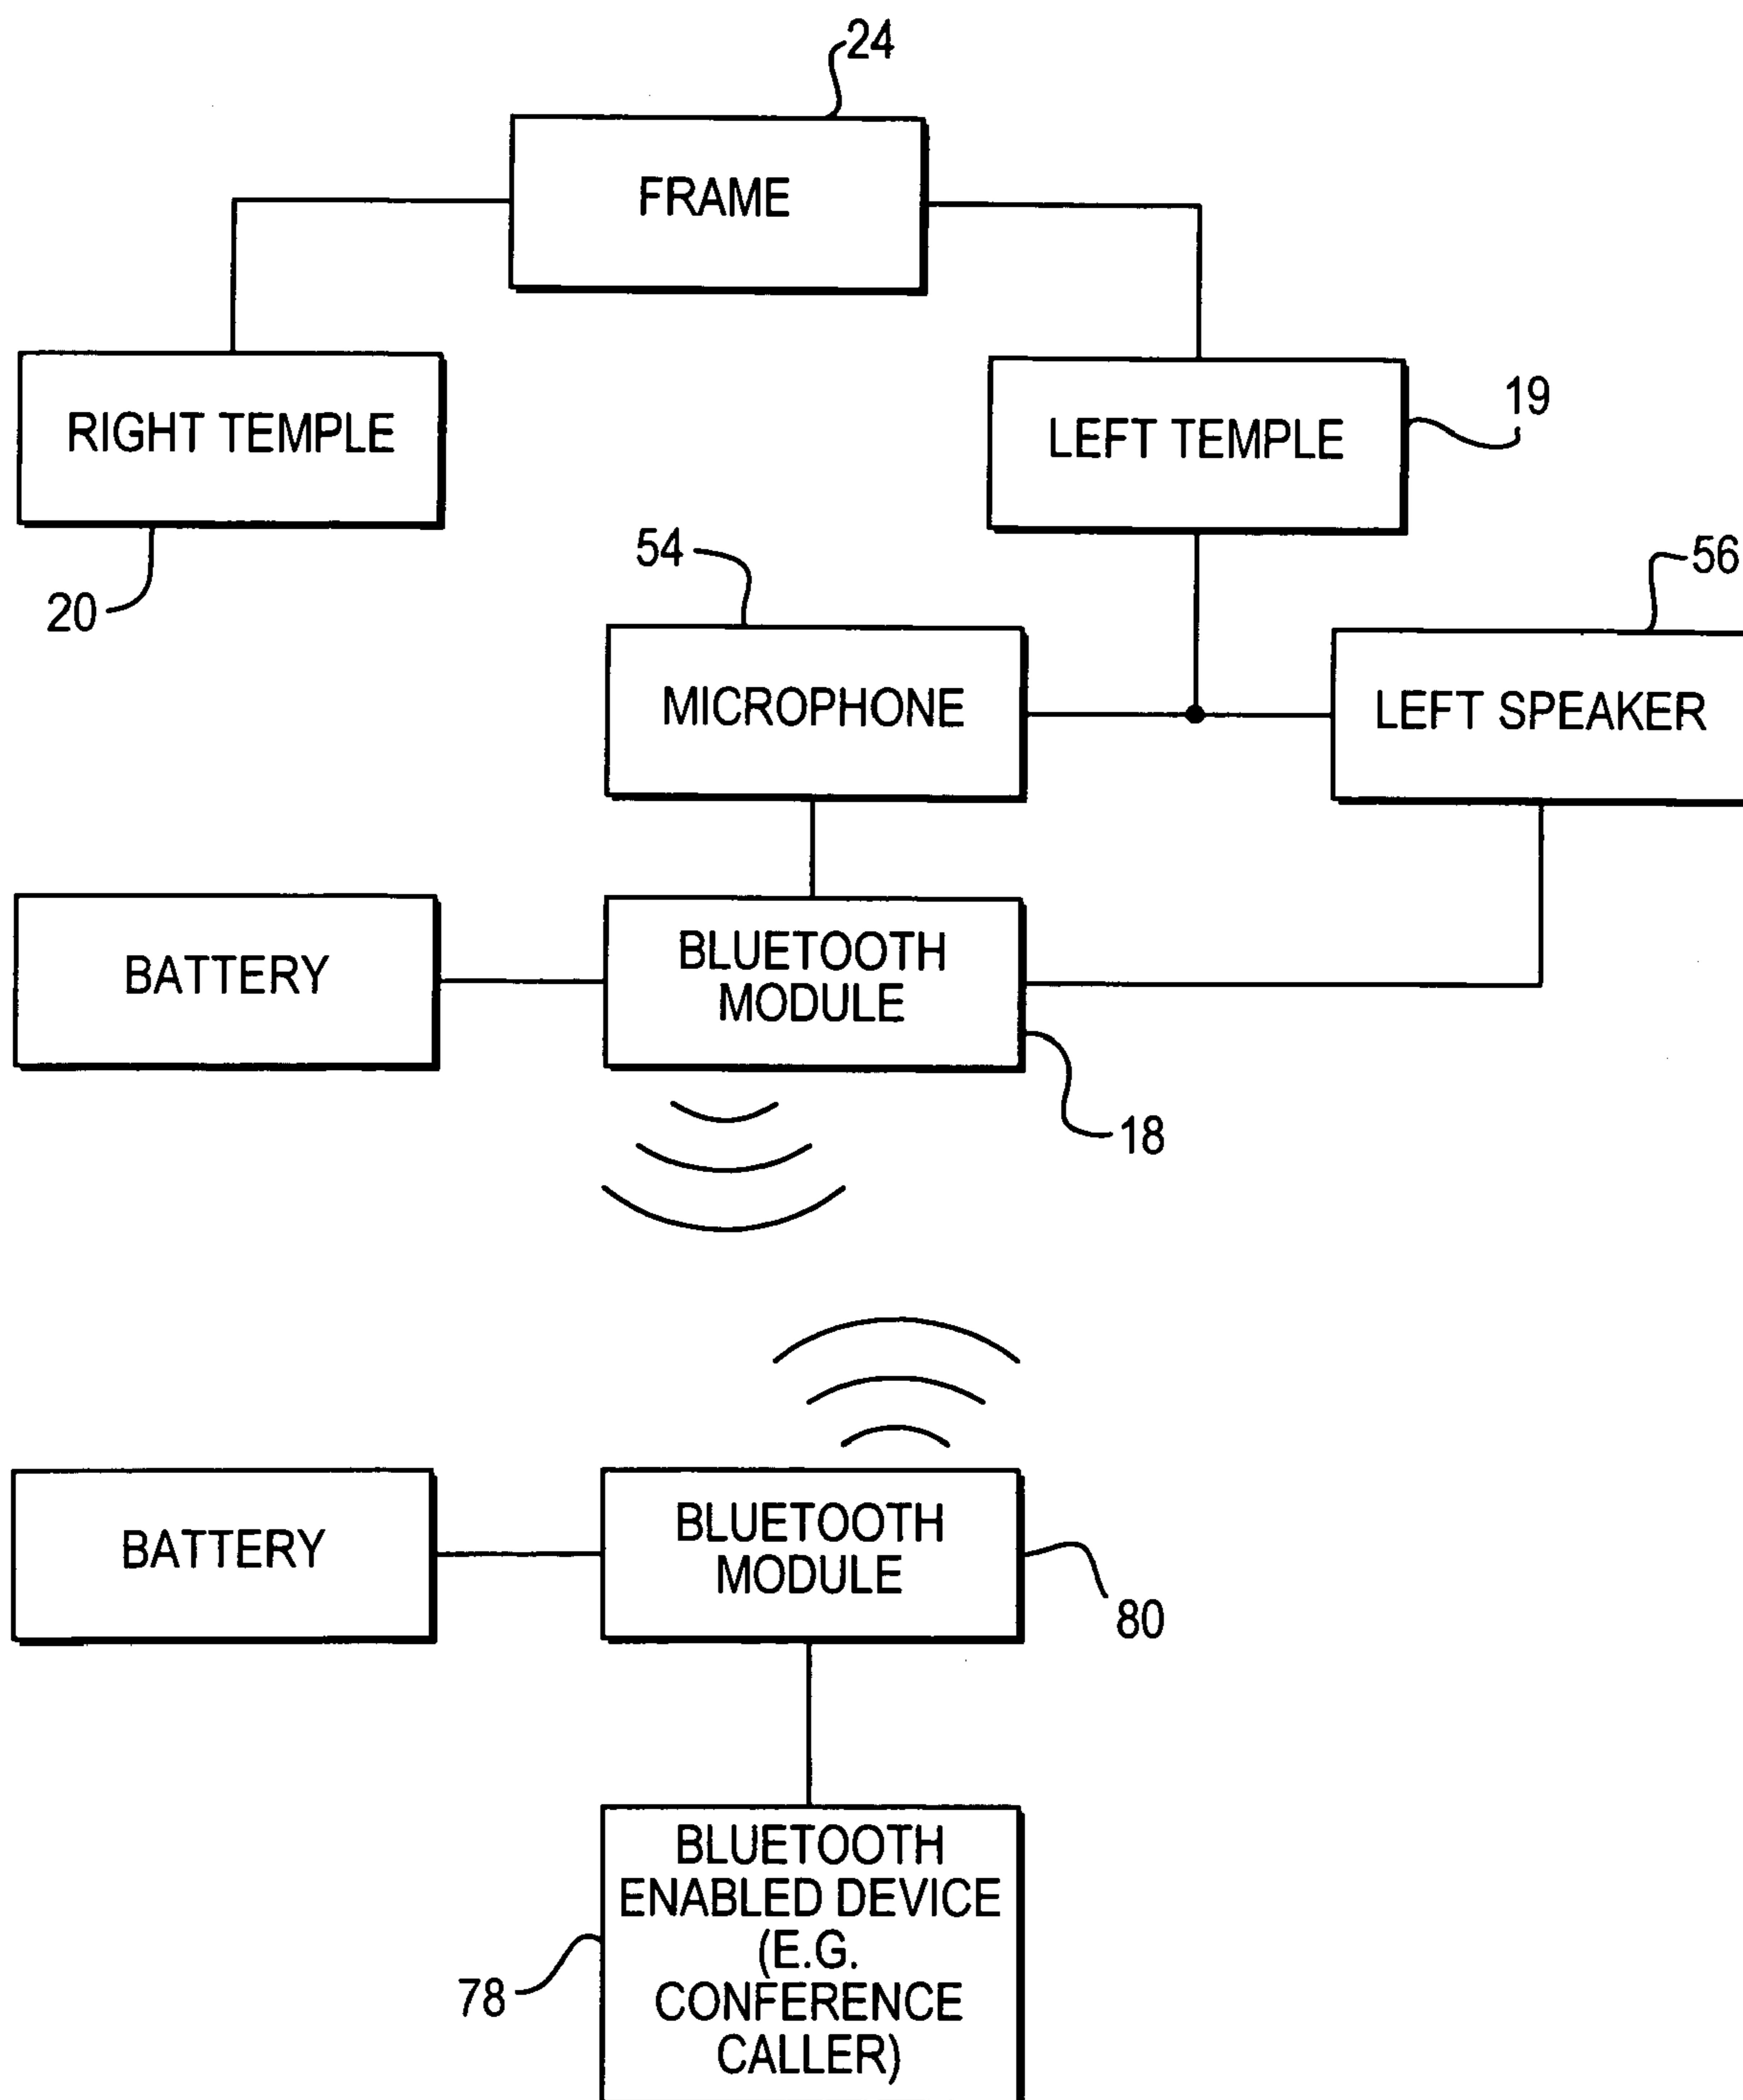 24
FRAME
RIGHT TEMPLE
LEFT TEMPLE
19
20
54
56
MICROPHONE
LEFT SPEAKER
BATTERY
BLUETOOTH
MODULE
18
BATTERY
BLUETOOTH
MODULE
80
BLUETOOTH
ENABLED DEVICE
(E.G.
CONFERENCE
CALLER)
78